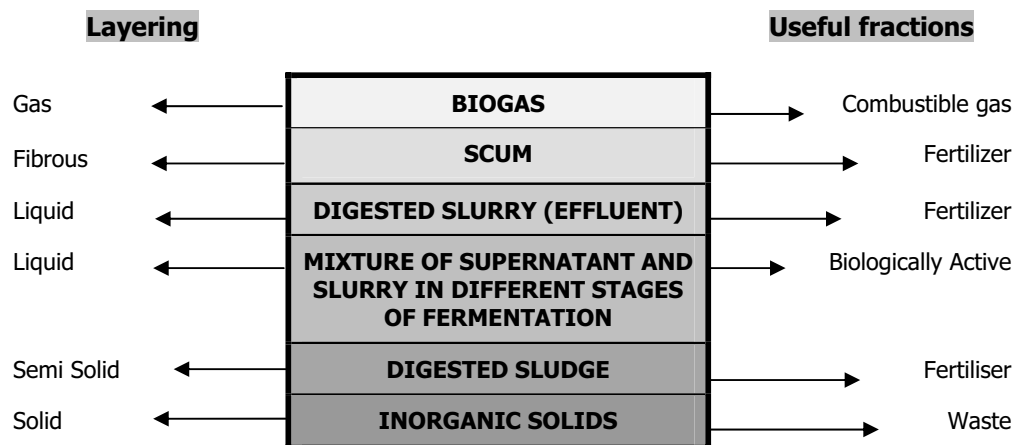 Layering Useful fractions
Gas BIOGAS Combustible gas
Fibrous SCUM Fertilizer
Liquid DIGESTED SLURRY (EFFLUENT) Fertilizer
Liquid MIXTURE OF SUPERNATANT AND Biologically Active
SLURRY IN DIFFERENT STAGES
OF FERMENTATION
Semi Solid DIGESTED SLUDGE Fertiliser
Solid INORGANIC SOLIDS Waste